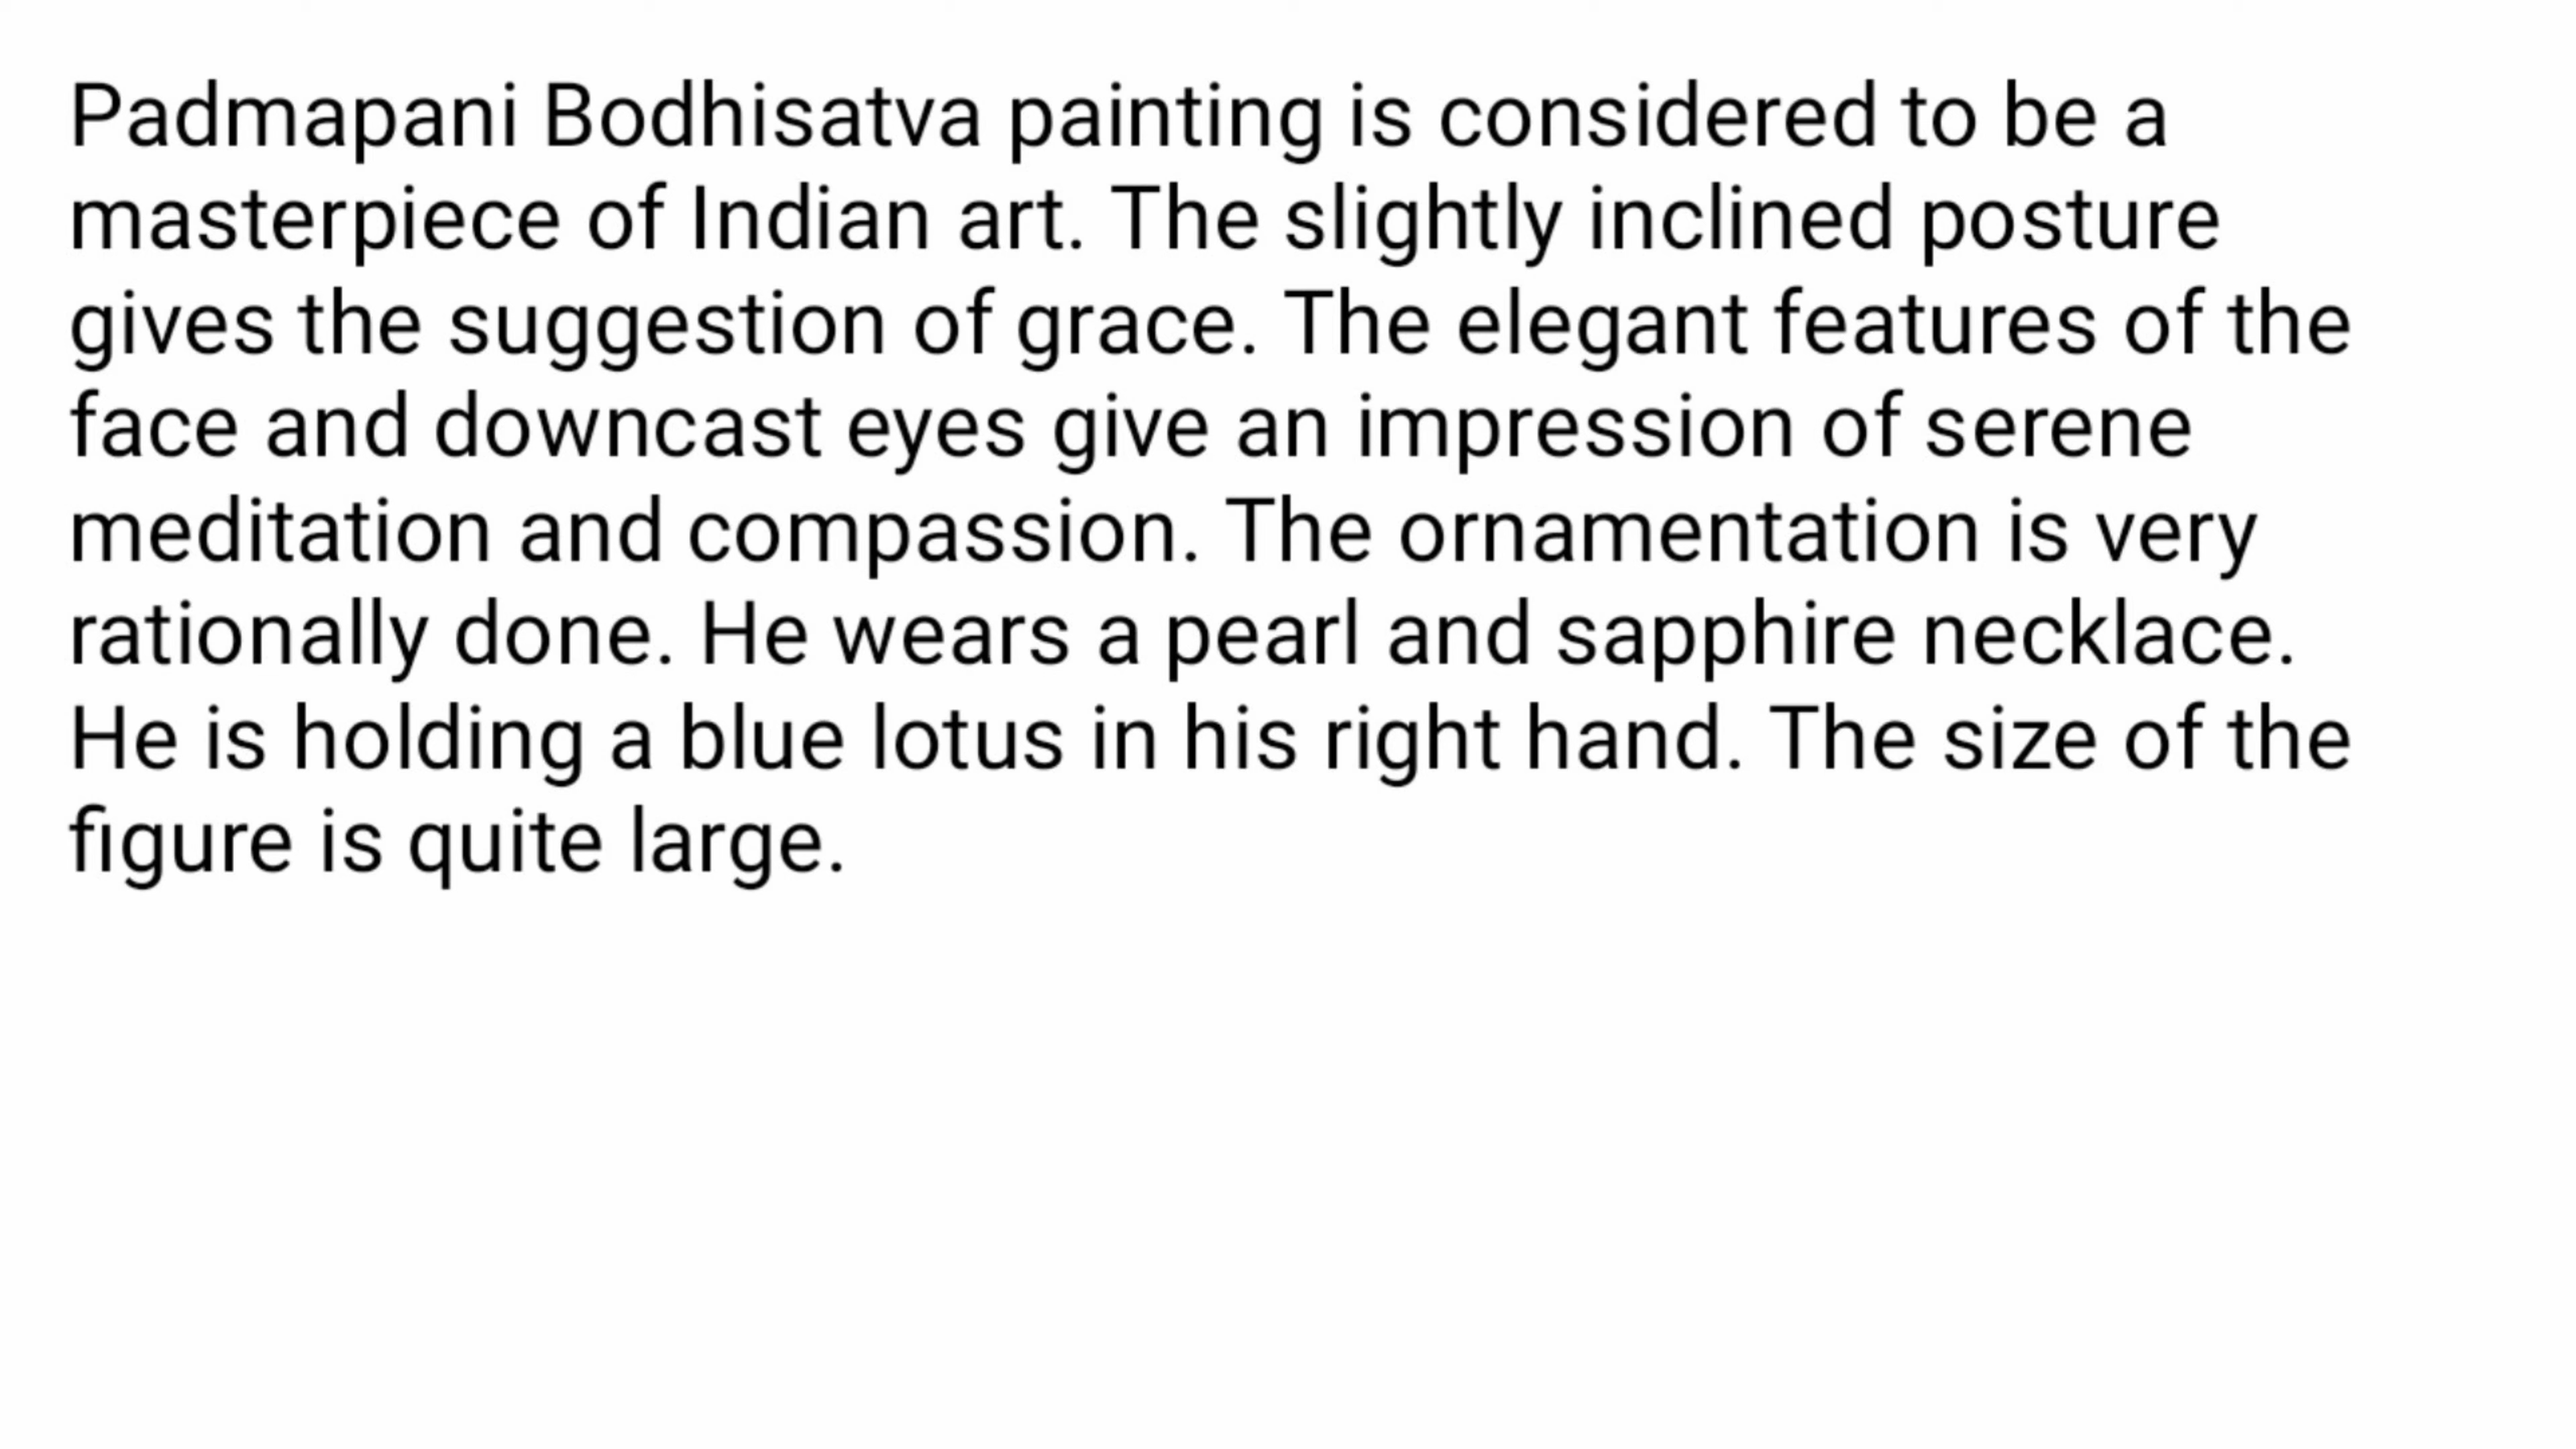 Padmapani Bodhisatva painting is considered to be a
masterpiece of Indian art. The slightly inclined posture
gives the suggestion of grace. The elegant features of the
face and downcast eyes give an impression of serene
meditation and compassion. The ornamentation is very
rationally done. He wears a pearl and sapphire necklace.
He is holding a blue lotus in his right hand. The size of the
figure is quite large.